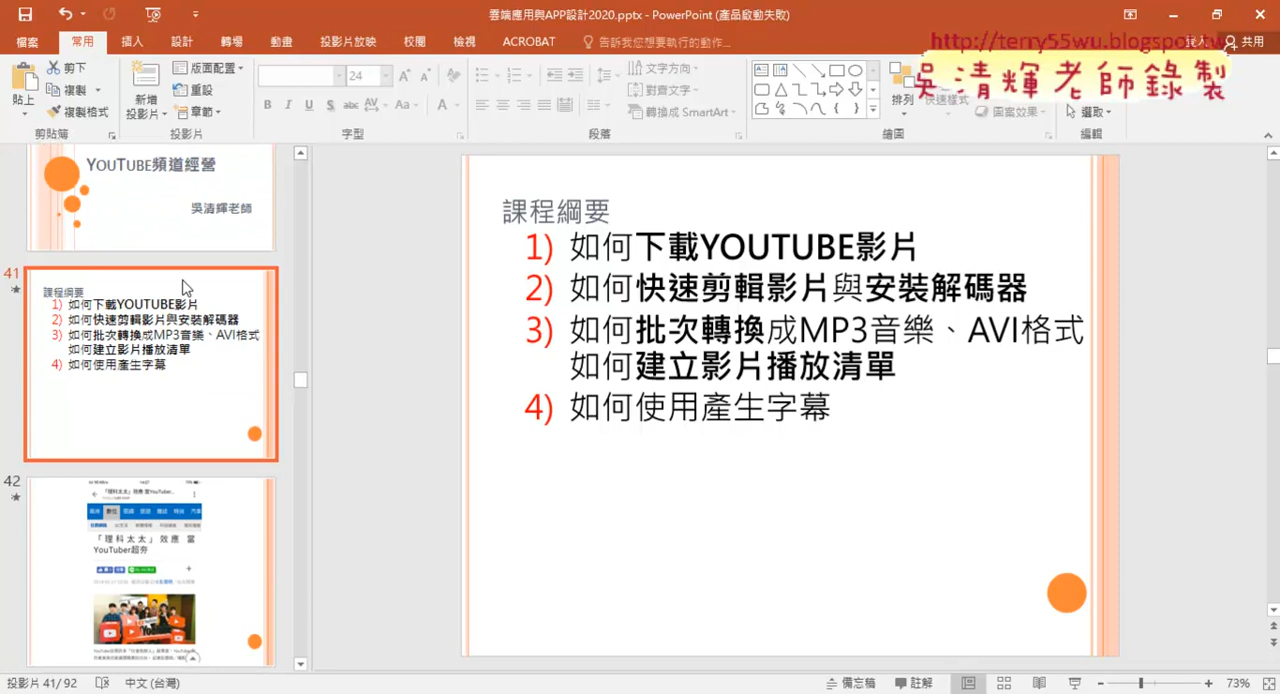 雲端應用與APP設計2020.pptx - PowerPoint (產品啟動失敗)
檔案 常用 插入 設計 轉場 動畫 投影片放映 校閱 檢視 ACROBAT 告訴我您想要執行的動作... 登入 共用
http://terry55wu.blogspot.tw
吳清輝老師錄製
貼上 剪下 複製 複製格式 剪貼簿
新增投影片 版面配置 重設 章節 投影片
24
B I U S abc AV Aa A 字型
文字方向 對齊文字 轉換成 SmartArt 段落
排列 快速樣式 圖案效果 繪圖
選取 編輯
YOUTUBE頻道經營
吳清輝老師
41
課程綱要
1) 如何下載YOUTUBE影片
2) 如何快速剪輯影片與安裝解碼器
3) 如何批次轉換成MP3音樂、AVI格式
如何建立影片播放清單
4) 如何使用產生字幕
42
「理科太太」效應 當
YouTuber超夯
課程綱要
1) 如何下載YOUTUBE影片
2) 如何快速剪輯影片與安裝解碼器
3) 如何批次轉換成MP3音樂、AVI格式
如何建立影片播放清單
4) 如何使用產生字幕
投影片 41/92 中文 (台灣) 備忘稿 註解 73%